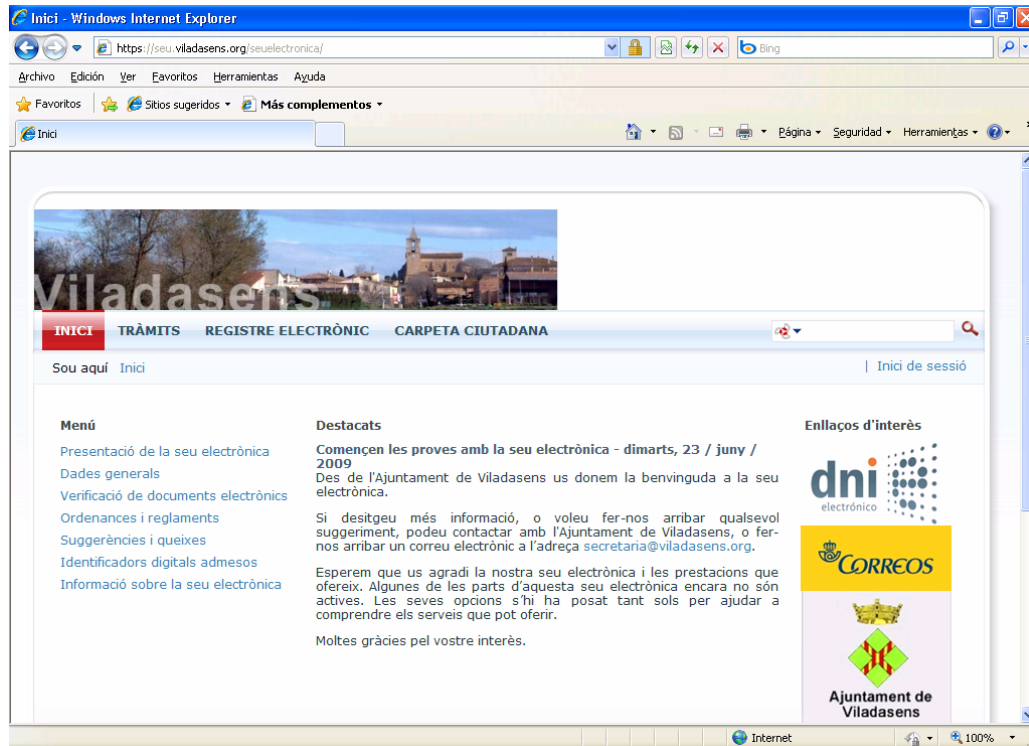 Inici - Windows Internet Explorer
https://seu.viladasens.org/seuelectronica/
Bing
Archivo Edición Ver Favoritos Herramientas Ayuda
Favoritos Sitios sugeridos Más complementos
Inici
Página Seguridad Herramientas
Viladasens
INICI TRÀMITS REGISTRE ELECTRÒNIC CARPETA CIUTADANA
Sou aquí Inici
| Inici de sessió
Menú
Presentació de la seu electrònica
Dades generals
Verificació de documents electrònics
Ordenances i reglaments
Suggerències i queixes
Identificadors digitals admesos
Informació sobre la seu electrònica
Destacats
Començen les proves amb la seu electrònica - dimarts, 23 / juny /
2009
Des de l'Ajuntament de Viladasens us donem la benvinguda a la seu
electrònica.
Si desitgeu més informació, o voleu fer-nos arribar qualsevol
suggeriment, podeu contactar amb l'Ajuntament de Viladasens, o fer-
nos arribar un correu electrònic a l'adreça secretaria@viladasens.org.
Esperem que us agradi la nostra seu electrònica i les prestacions que
ofereix. Algunes de les parts d'aquesta seu electrònica encara no són
actives. Les seves opcions s'hi ha posat tant sols per ajudar a
comprendre els serveis que pot oferir.
Moltes gràcies pel vostre interès.
Enllaços d'interès
dni
electrónico
CORREOS
Ajuntament de
Viladasens
Internet
100%